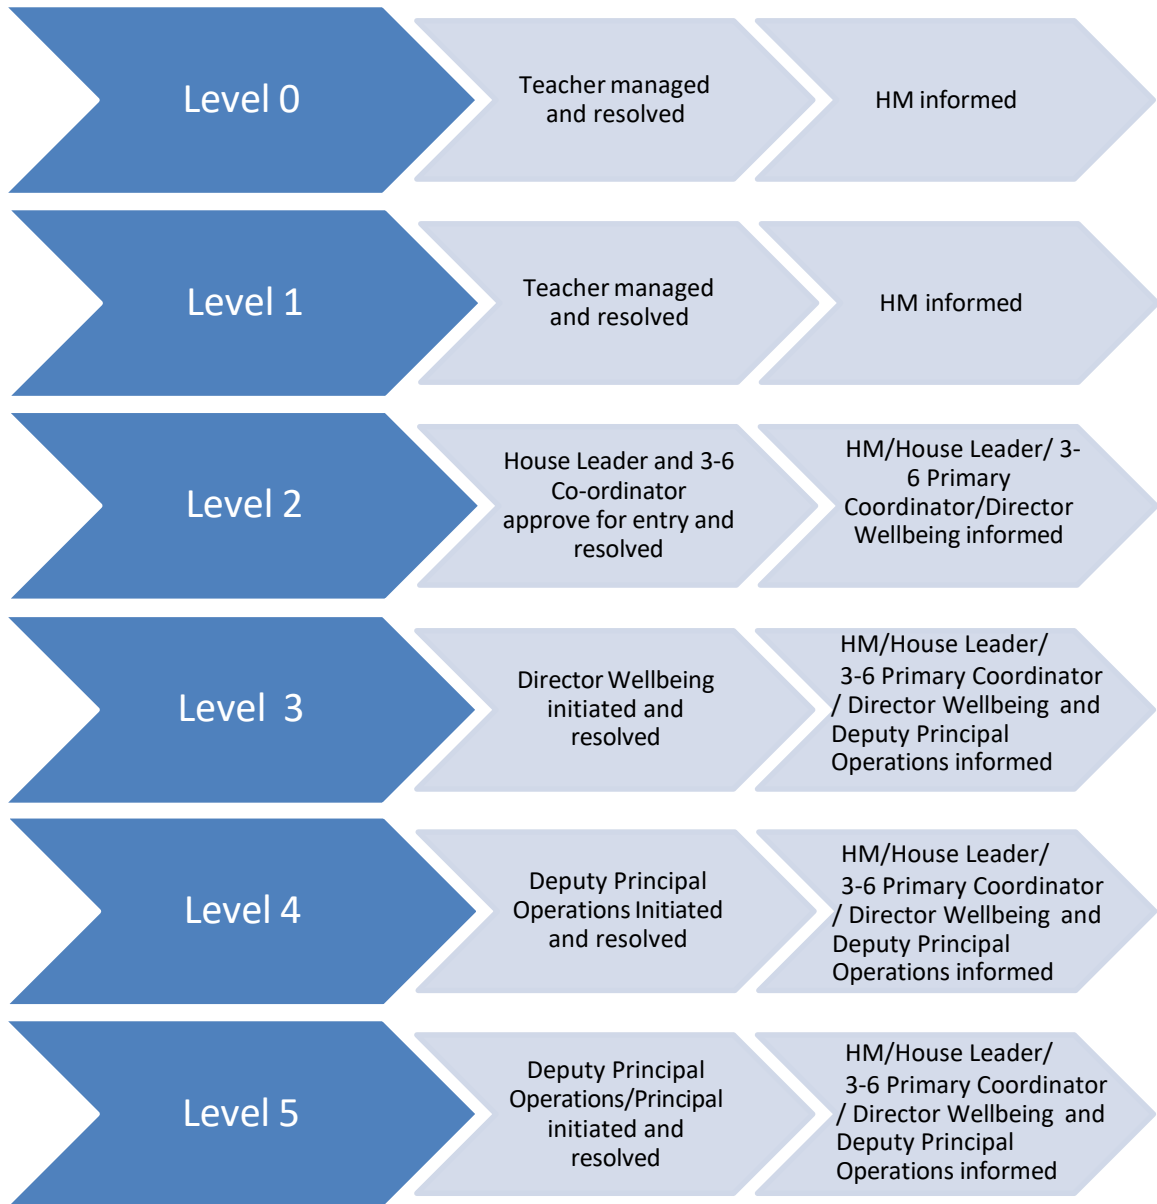 Level 0
Teacher managed
and resolved
HM informed
Level 1
Teacher managed
and resolved
HM informed
Level 2
House Leader and 3-6
Co-ordinator
approve for entry and
resolved
HM/House Leader/ 3-
6 Primary
Coordinator/Director
Wellbeing informed
Level 3
Director Wellbeing
initiated and
resolved
HM/House Leader/
3-6 Primary Coordinator
/ Director Wellbeing and
Deputy Principal
Operations informed
Level 4
Deputy Principal
Operations Initiated
and resolved
HM/House Leader/
3-6 Primary Coordinator
/ Director Wellbeing and
Deputy Principal
Operations informed
Level 5
Deputy Principal
Operations/Principal
initiated and
resolved
HM/House Leader/
3-6 Primary Coordinator
/ Director Wellbeing and
Deputy Principal
Operations informed